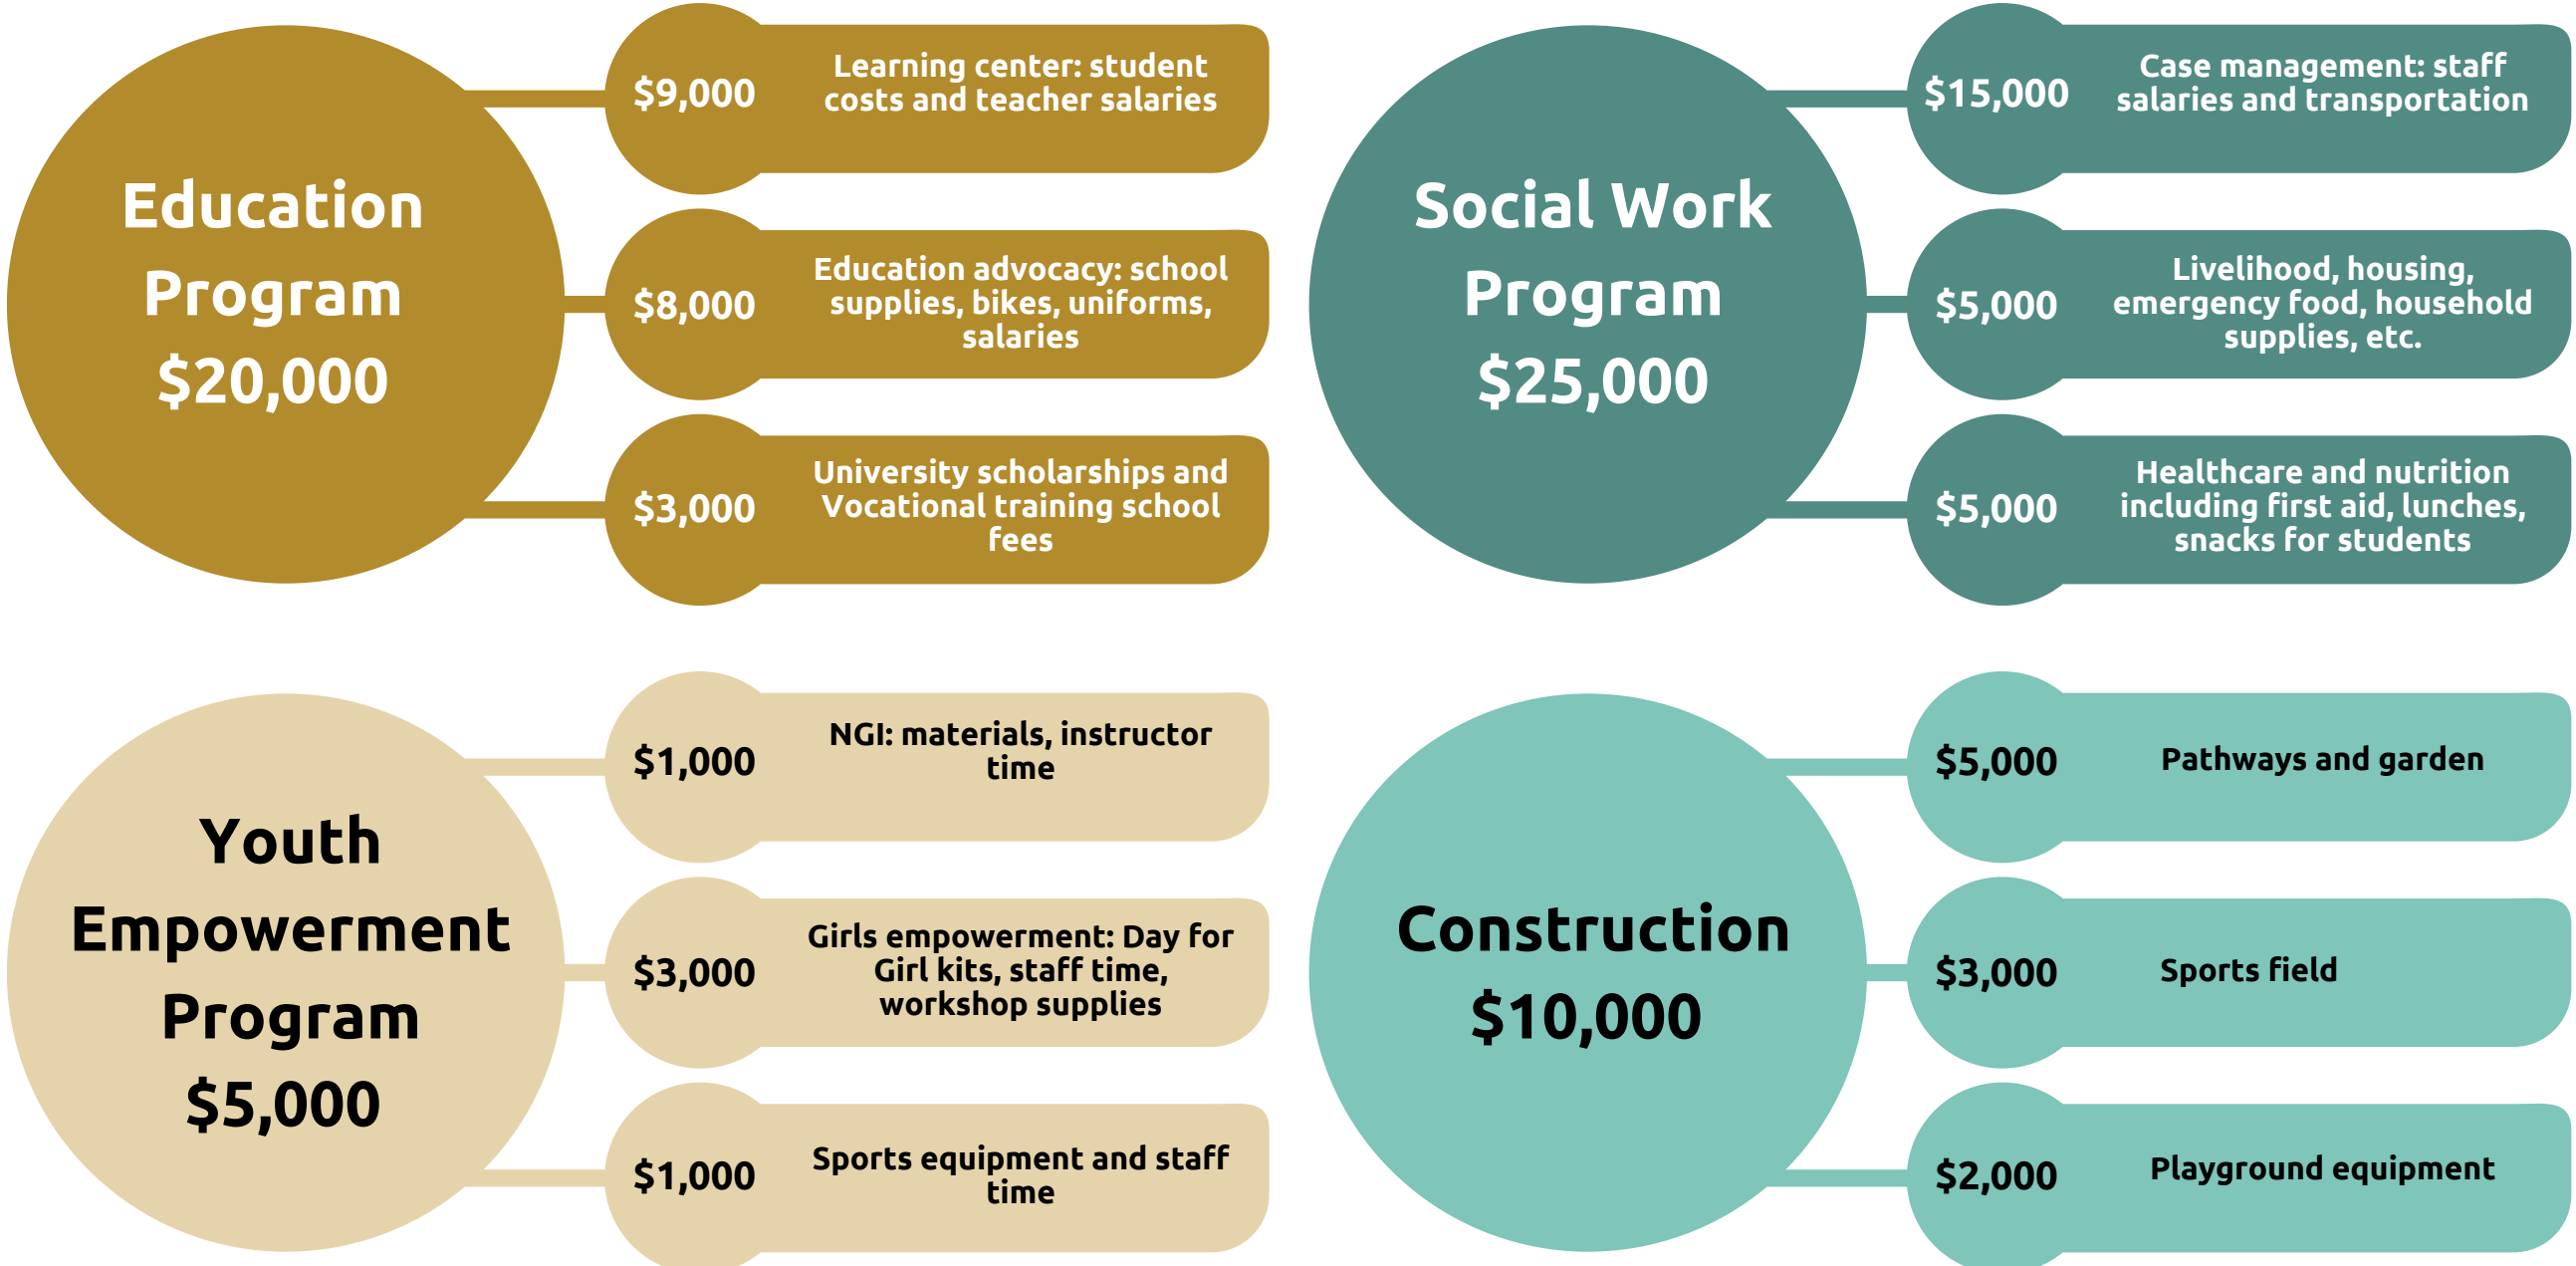 Education
Program
$20,000
$9,000
Learning center: student
costs and teacher salaries
$8,000
Education advocacy: school
supplies, bikes, uniforms,
salaries
$3,000
University scholarships and
Vocational training school
fees
Social Work
Program
$25,000
$15,000
Case management: staff
salaries and transportation
$5,000
Livelihood, housing,
emergency food, household
supplies, etc.
$5,000
Healthcare and nutrition
including first aid, lunches,
snacks for students
Youth
Empowerment
Program
$5,000
$1,000
NGI: materials, instructor
time
$3,000
Girls empowerment: Day for
Girl kits, staff time,
workshop supplies
$1,000
Sports equipment and staff
time
Construction
$10,000
$5,000
Pathways and garden
$3,000
Sports field
$2,000
Playground equipment